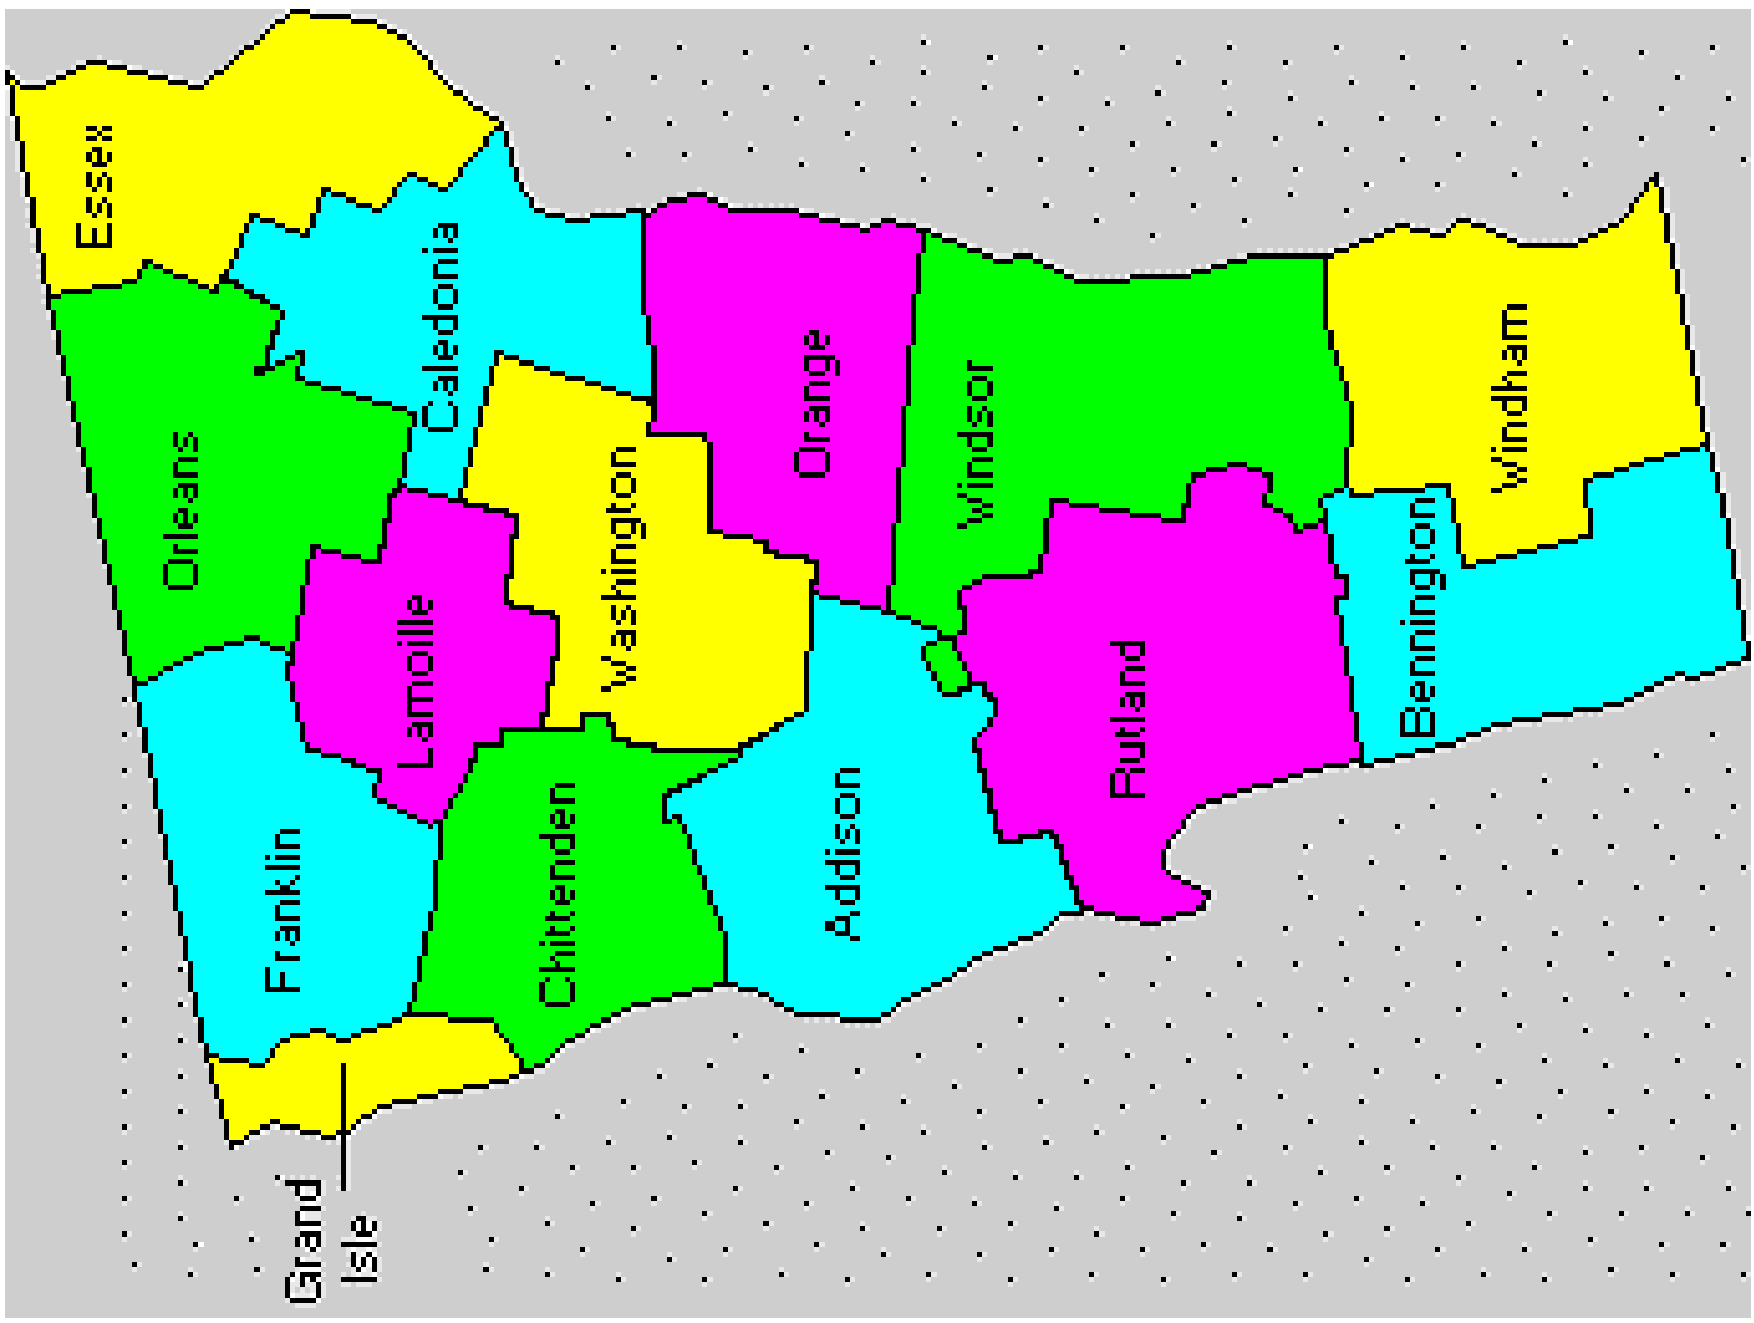 Grand
Isle
Franklin
Orleans
Essex
Lamoille
Caledonia
Chittenden
Washington
Addison
Orange
Rutland
Windsor
Bennington
Windham